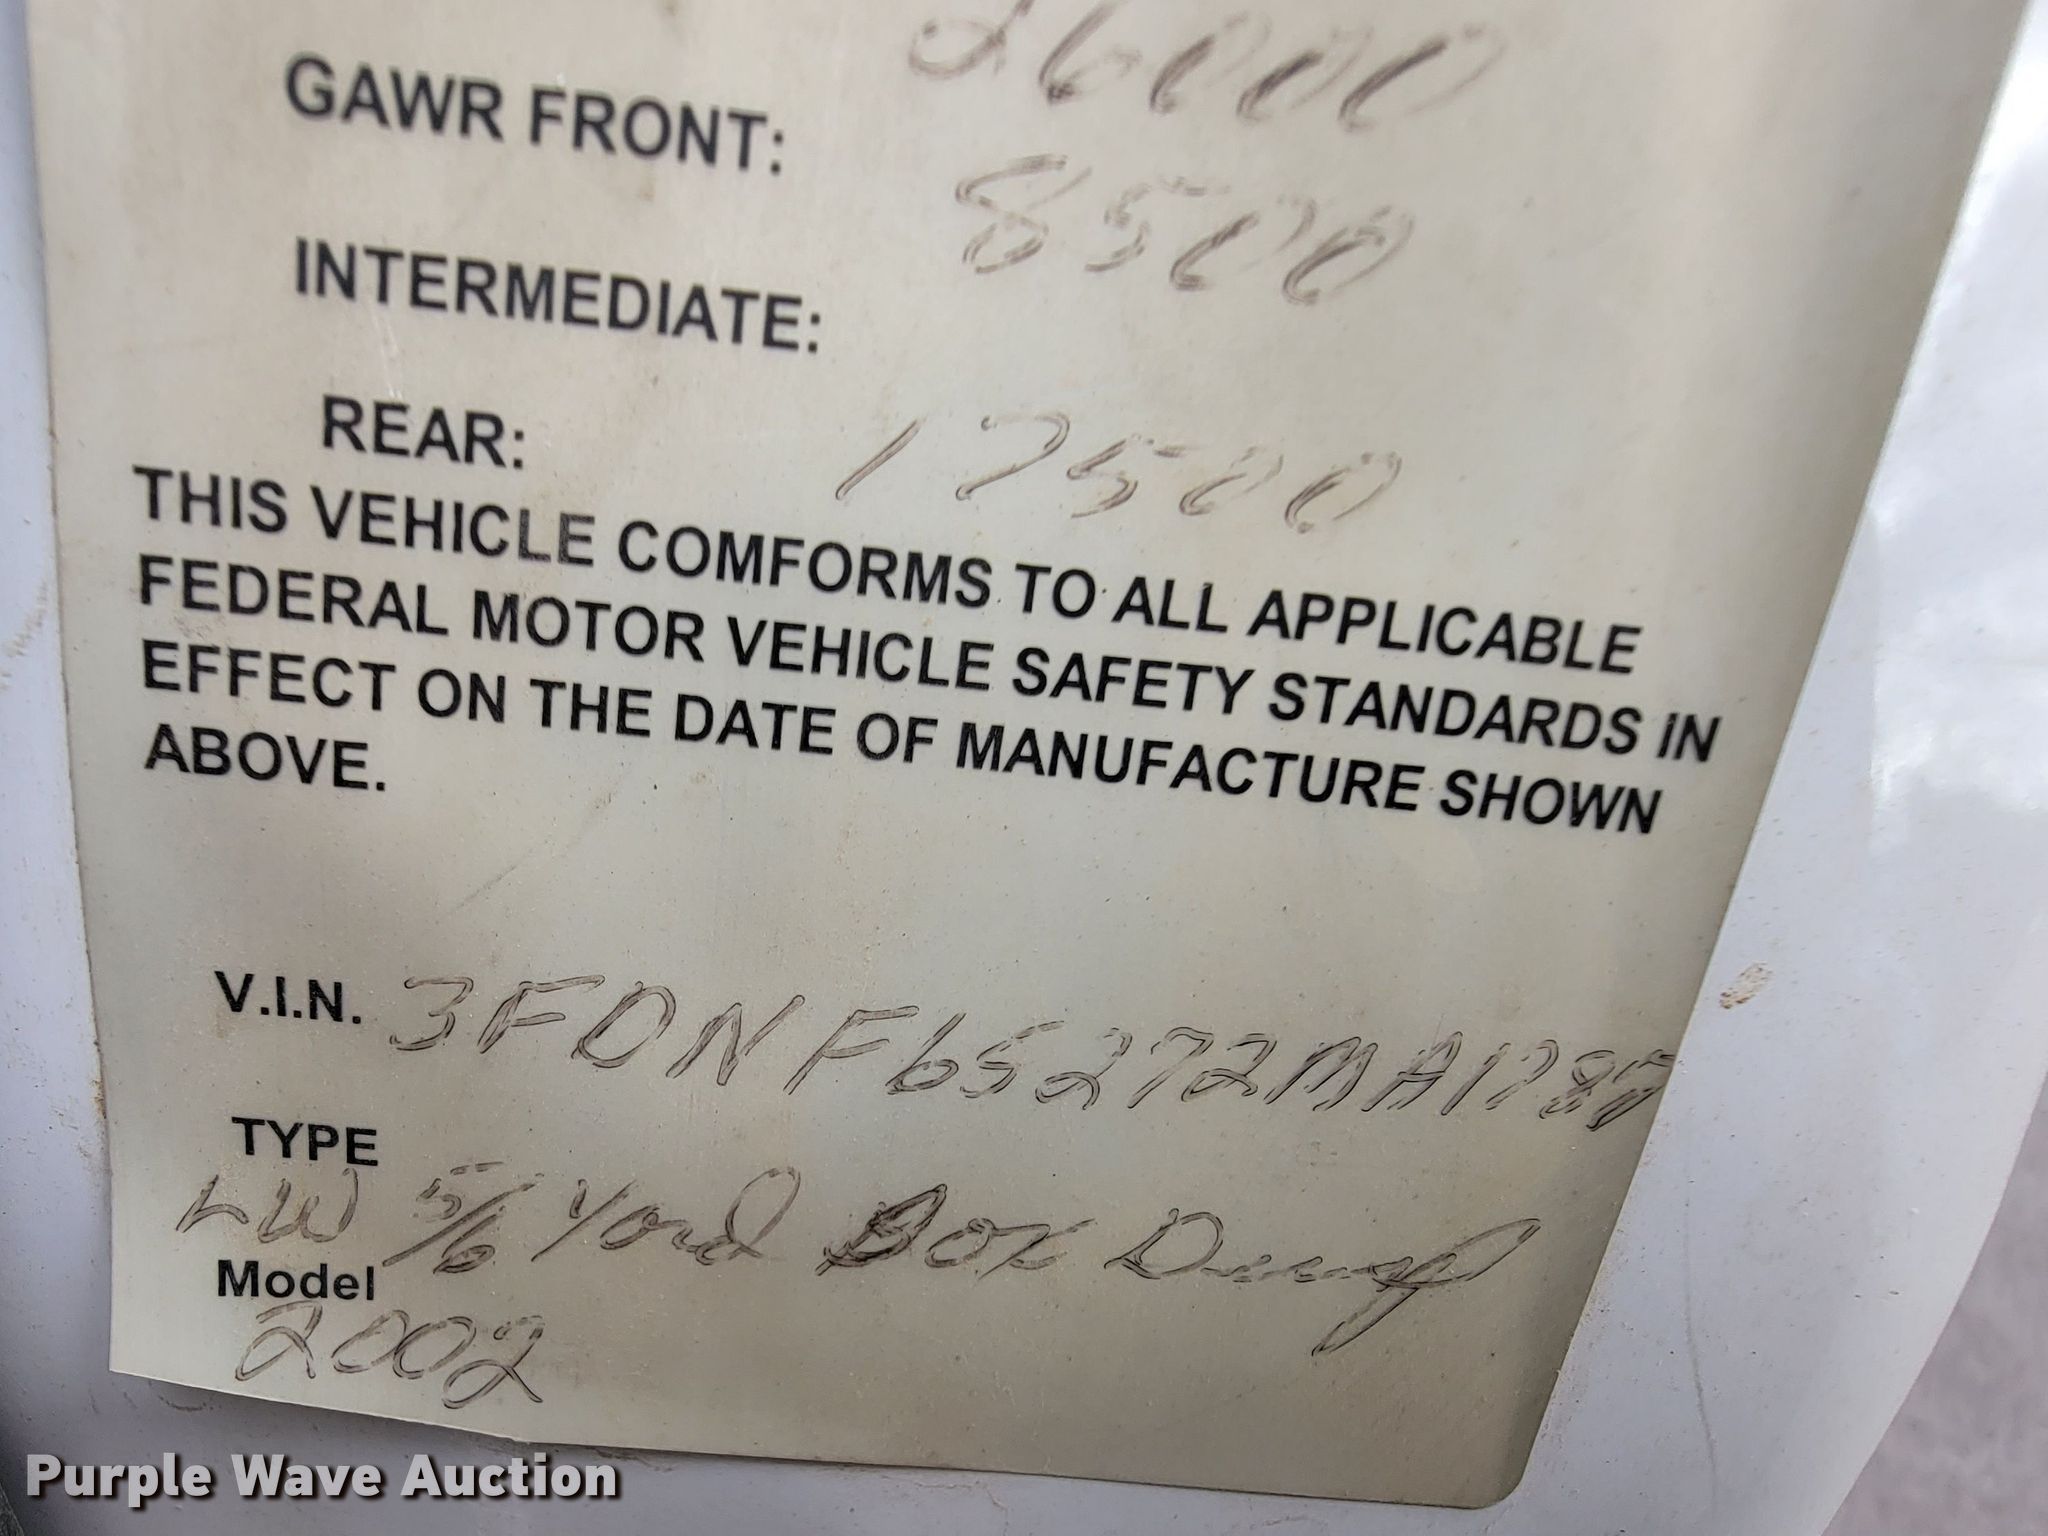 26000
GAWR FRONT: 8500
INTERMEDIATE:
REAR: 17500
THIS VEHICLE COMFORMS TO ALL APPLICABLE
FEDERAL MOTOR VEHICLE SAFETY STANDARDS IN
EFFECT ON THE DATE OF MANUFACTURE SHOWN
ABOVE.
V.I.N. 3FDNF65272MA1787
TYPE
LW 5/6 Yord Box Dump
Model
2002
Purple Wave Auction